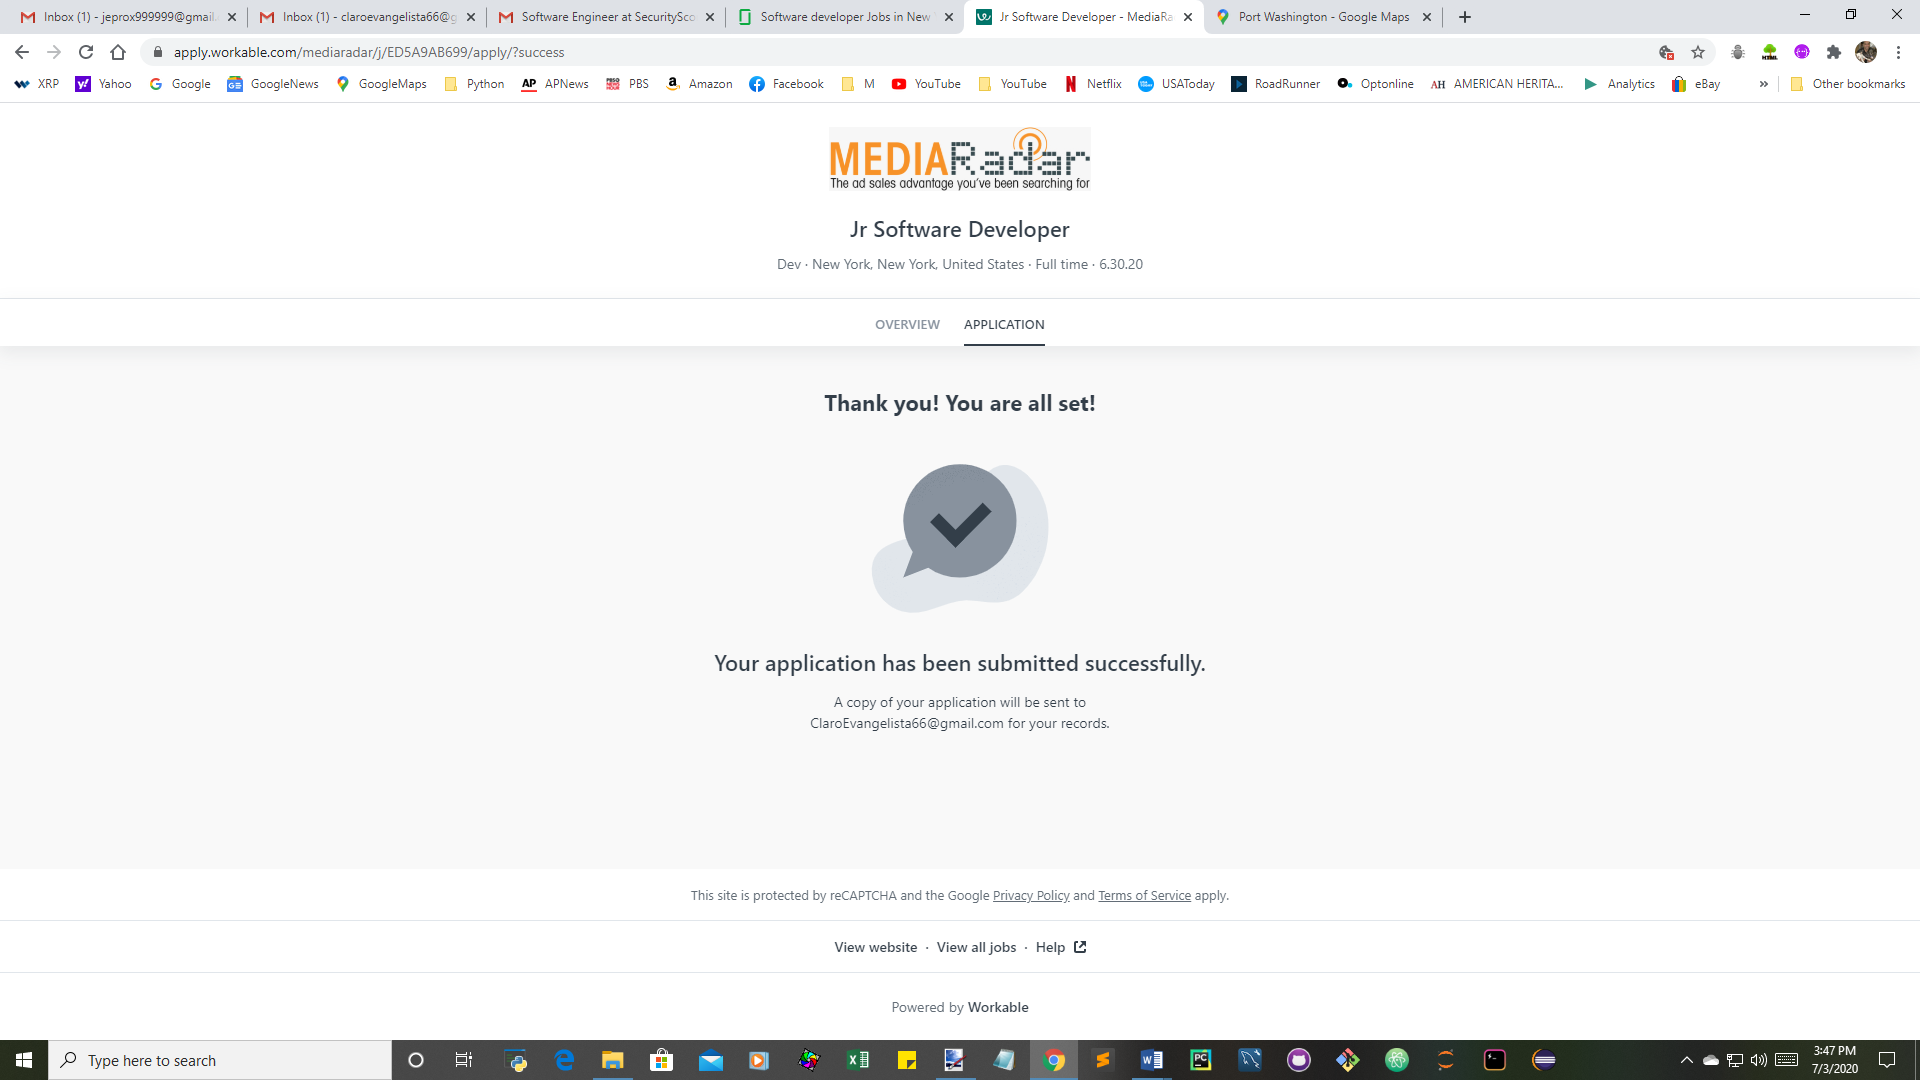 Inbox (1) - jeprox999999@gmail.
Inbox (1) - claroevangelista66@g
Software Engineer at SecuritySco
Software developer Jobs in New
Jr Software Developer - MediaRa
Port Washington - Google Maps
apply.workable.com/mediaradar/j/ED5A9AB699/apply/?success
XRP
Yahoo
Google
GoogleNews
GoogleMaps
Python
APNews
PBS
Amazon
Facebook
M
YouTube
YouTube
Netflix
USAToday
RoadRunner
Optonline
AMERICAN HERITA...
Analytics
eBay
»
Other bookmarks
MEDIARadar
The ad sales advantage you've been searching for
Jr Software Developer
Dev · New York, New York, United States · Full time · 6.30.20
OVERVIEW
APPLICATION
Thank you! You are all set!
Your application has been submitted successfully.
A copy of your application will be sent to
ClaroEvangelista66@gmail.com for your records.
This site is protected by reCAPTCHA and the Google Privacy Policy and Terms of Service apply.
View website · View all jobs · Help
Powered by Workable
Type here to search
3:47 PM
7/3/2020